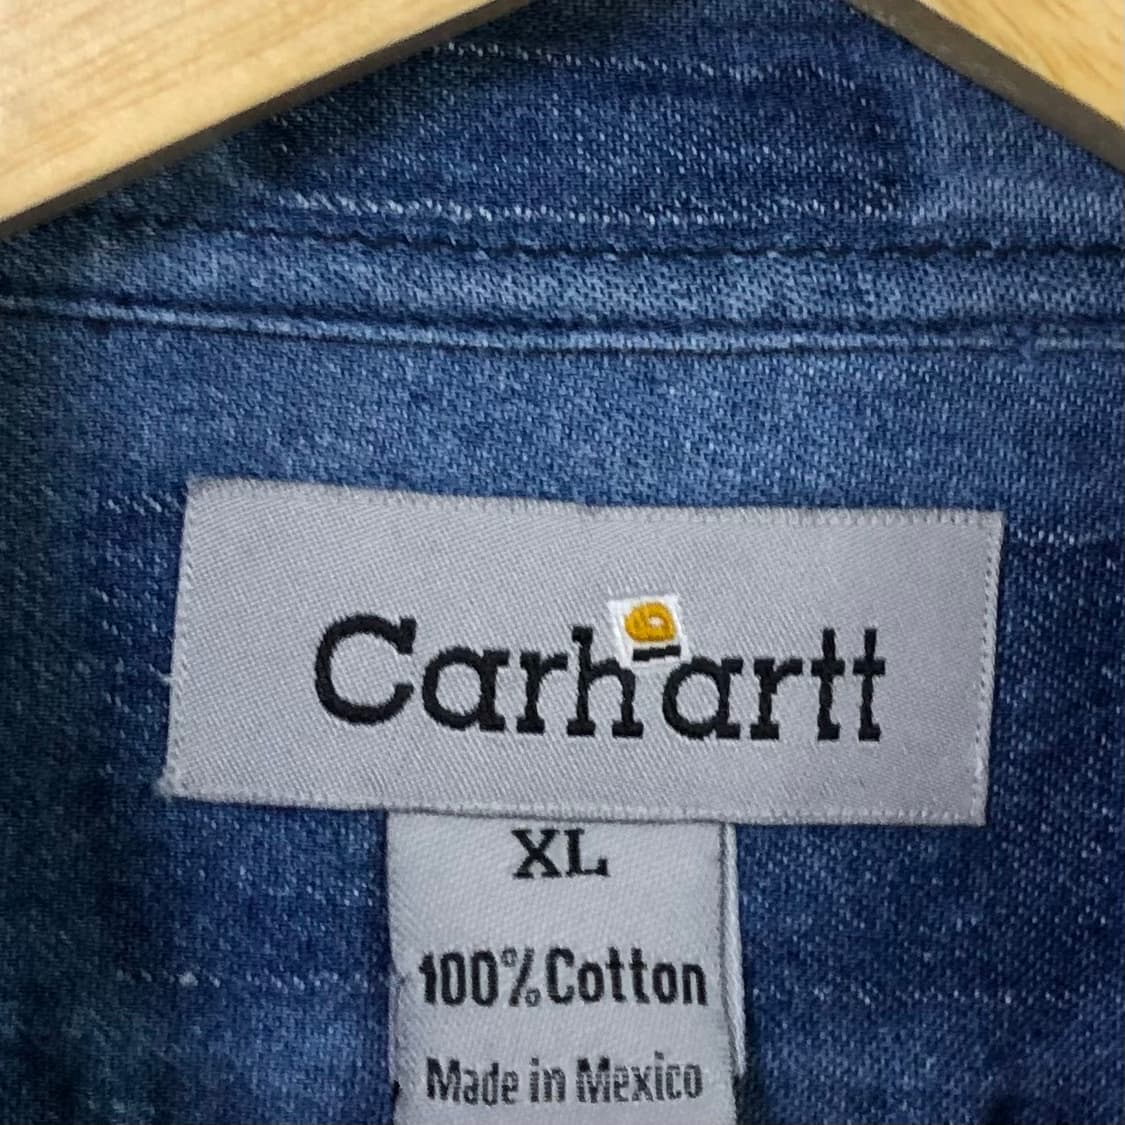 Carhartt
XL
100% Cotton
Made in Mexico